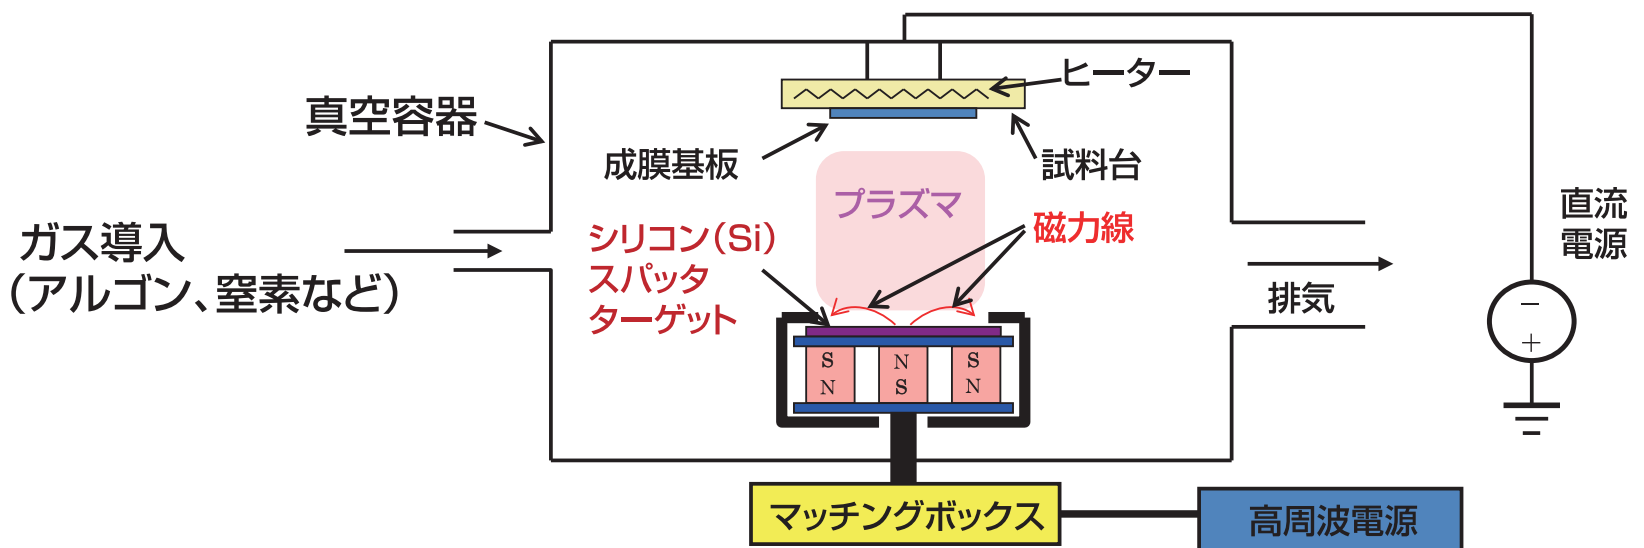 ヒーター
真空容器
成膜基板
試料台
プラズマ
直流
電源
ガス導入
(アルゴン、窒素など)
シリコン(Si)
スパッタ
ターゲット
磁力線
排気
−
+
S N S
N S N
マッチングボックス
高周波電源